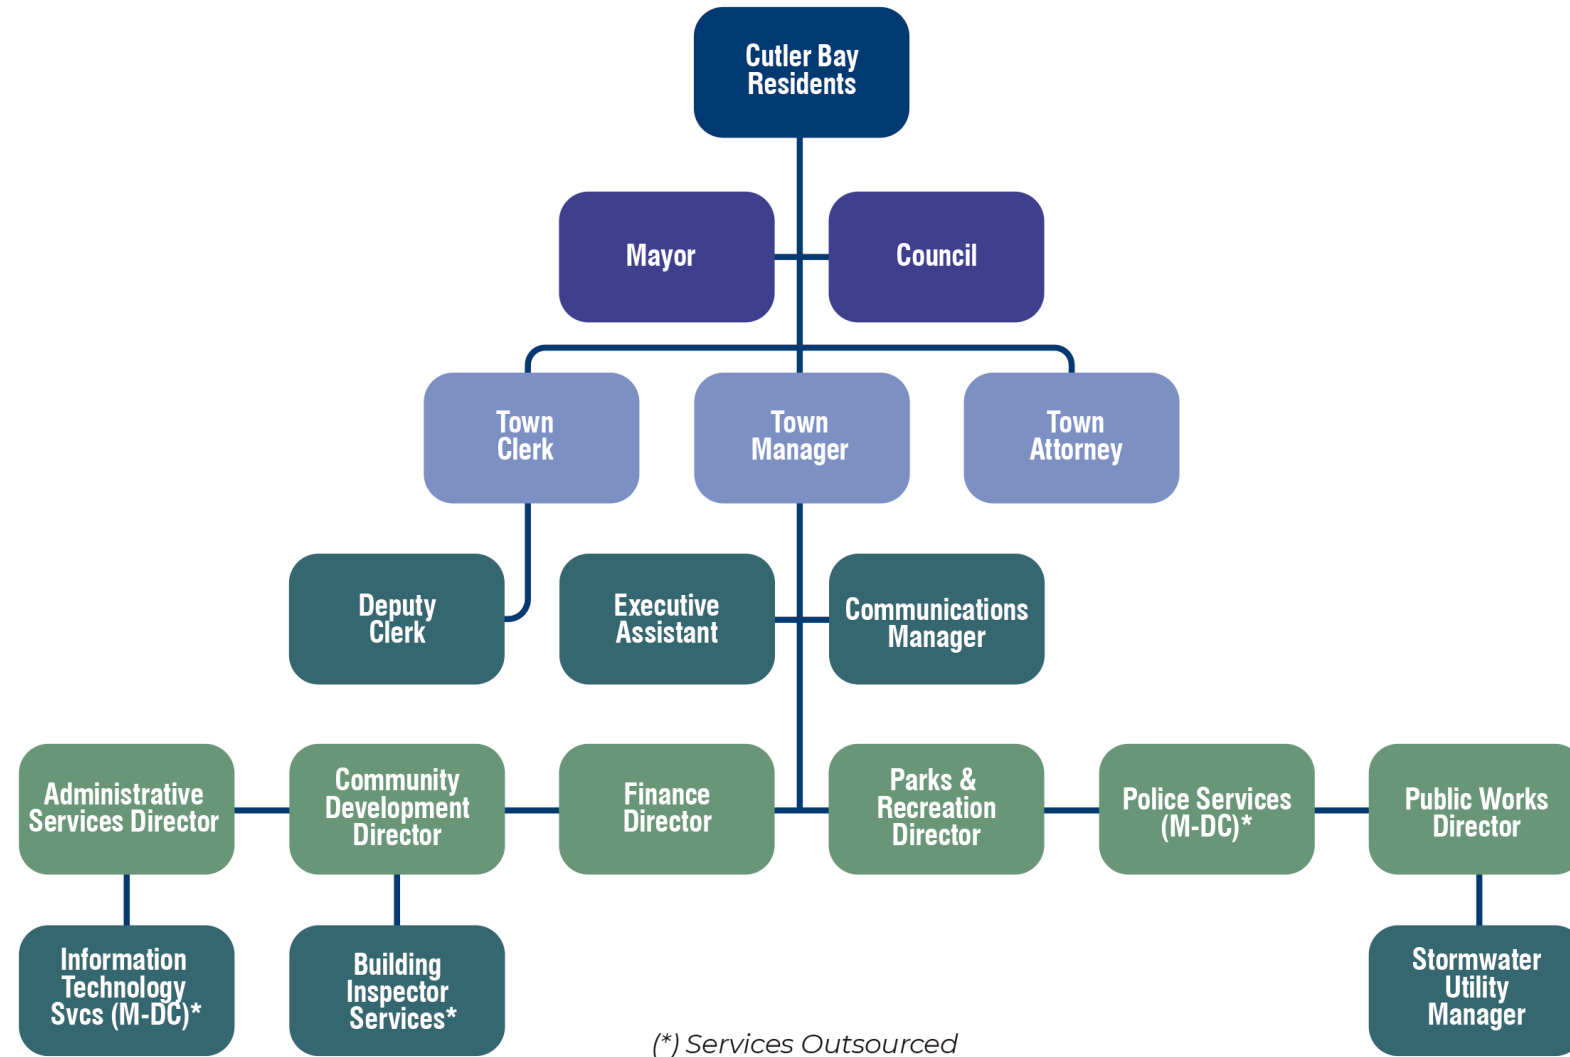 Cutler Bay
Residents
Mayor
Council
Town
Clerk
Town
Manager
Town
Attorney
Deputy
Clerk
Executive
Assistant
Communications
Manager
Administrative
Services Director
Community
Development
Director
Finance
Director
Parks &
Recreation
Director
Police Services
(M-DC)*
Public Works
Director
Information
Technology
Svcs (M-DC)*
Building
Inspector
Services*
Stormwater
Utility
Manager
(*) Services Outsourced